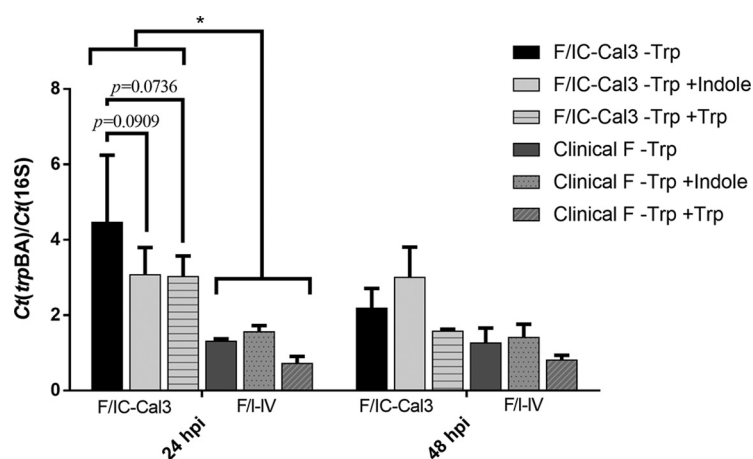 *
p=0.0736
p=0.0909
Ct(trpBA)/Ct(16S)
8
6
4
2
0
F/IC-Cal3
F/I-IV
F/IC-Cal3
F/I-IV
24 hpi
48 hpi
F/IC-Cal3 -Trp
F/IC-Cal3 -Trp +Indole
F/IC-Cal3 -Trp +Trp
Clinical F -Trp
Clinical F -Trp +Indole
Clinical F -Trp +Trp